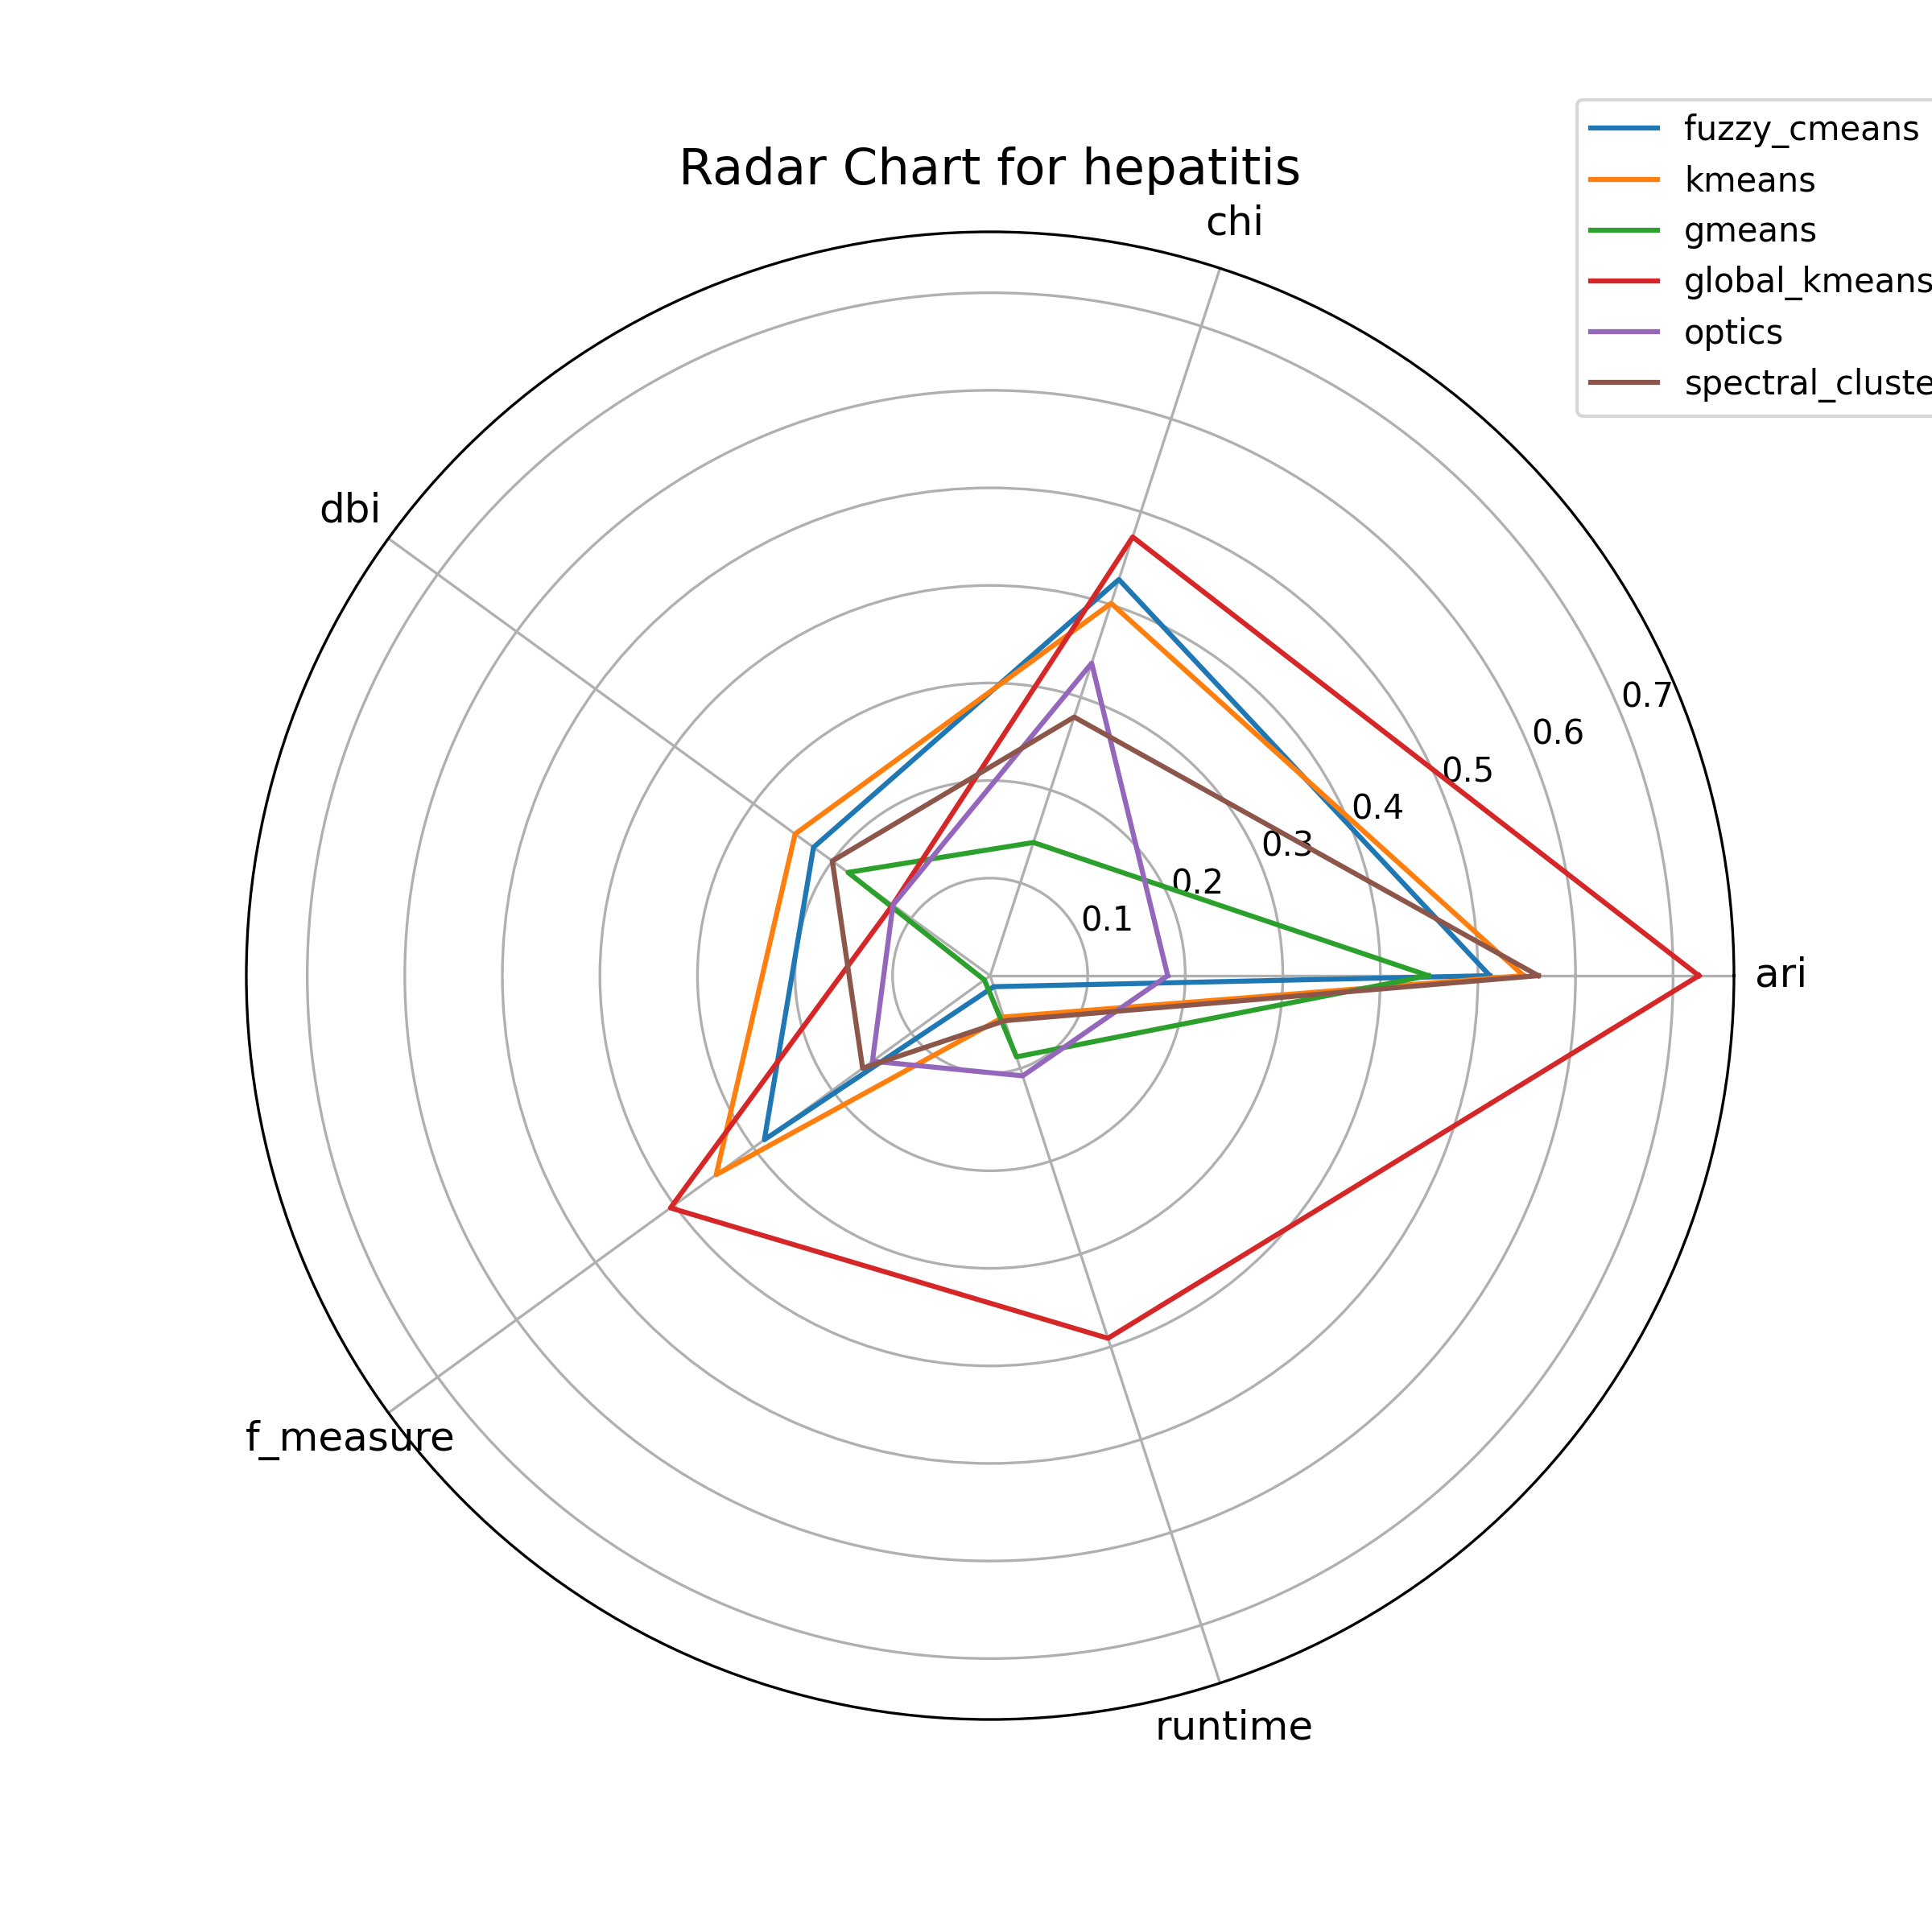 Radar Chart for hepatitis
fuzzy_cmeans
kmeans
gmeans
global_kmeans
optics
spectral_cluste
chi
dbi
0.7
0.6
0.5
0.4
0.3
0.2
0.1
ari
f_measure
runtime